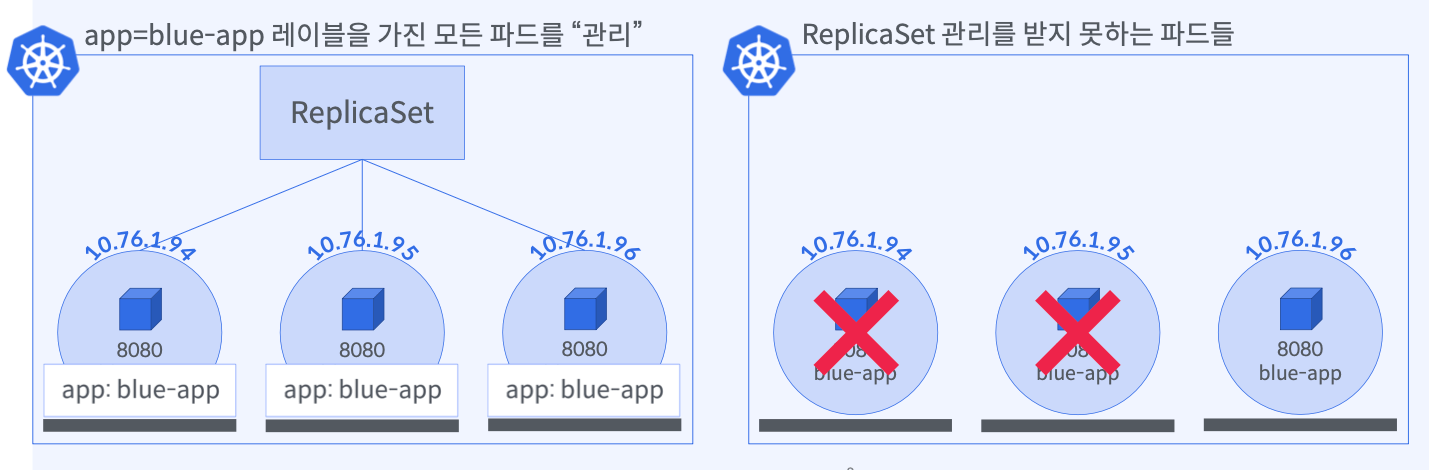 app=blue-app 레이블을 가진 모든 파드를 “관리”
ReplicaSet
10.76.1.94
10.76.1.95
10.76.1.96
8080
8080
8080
app: blue-app
app: blue-app
app: blue-app
ReplicaSet 관리를 받지 못하는 파드들
10.76.1.94
10.76.1.95
10.76.1.96
8080
blue-app
blue-app
blue-app